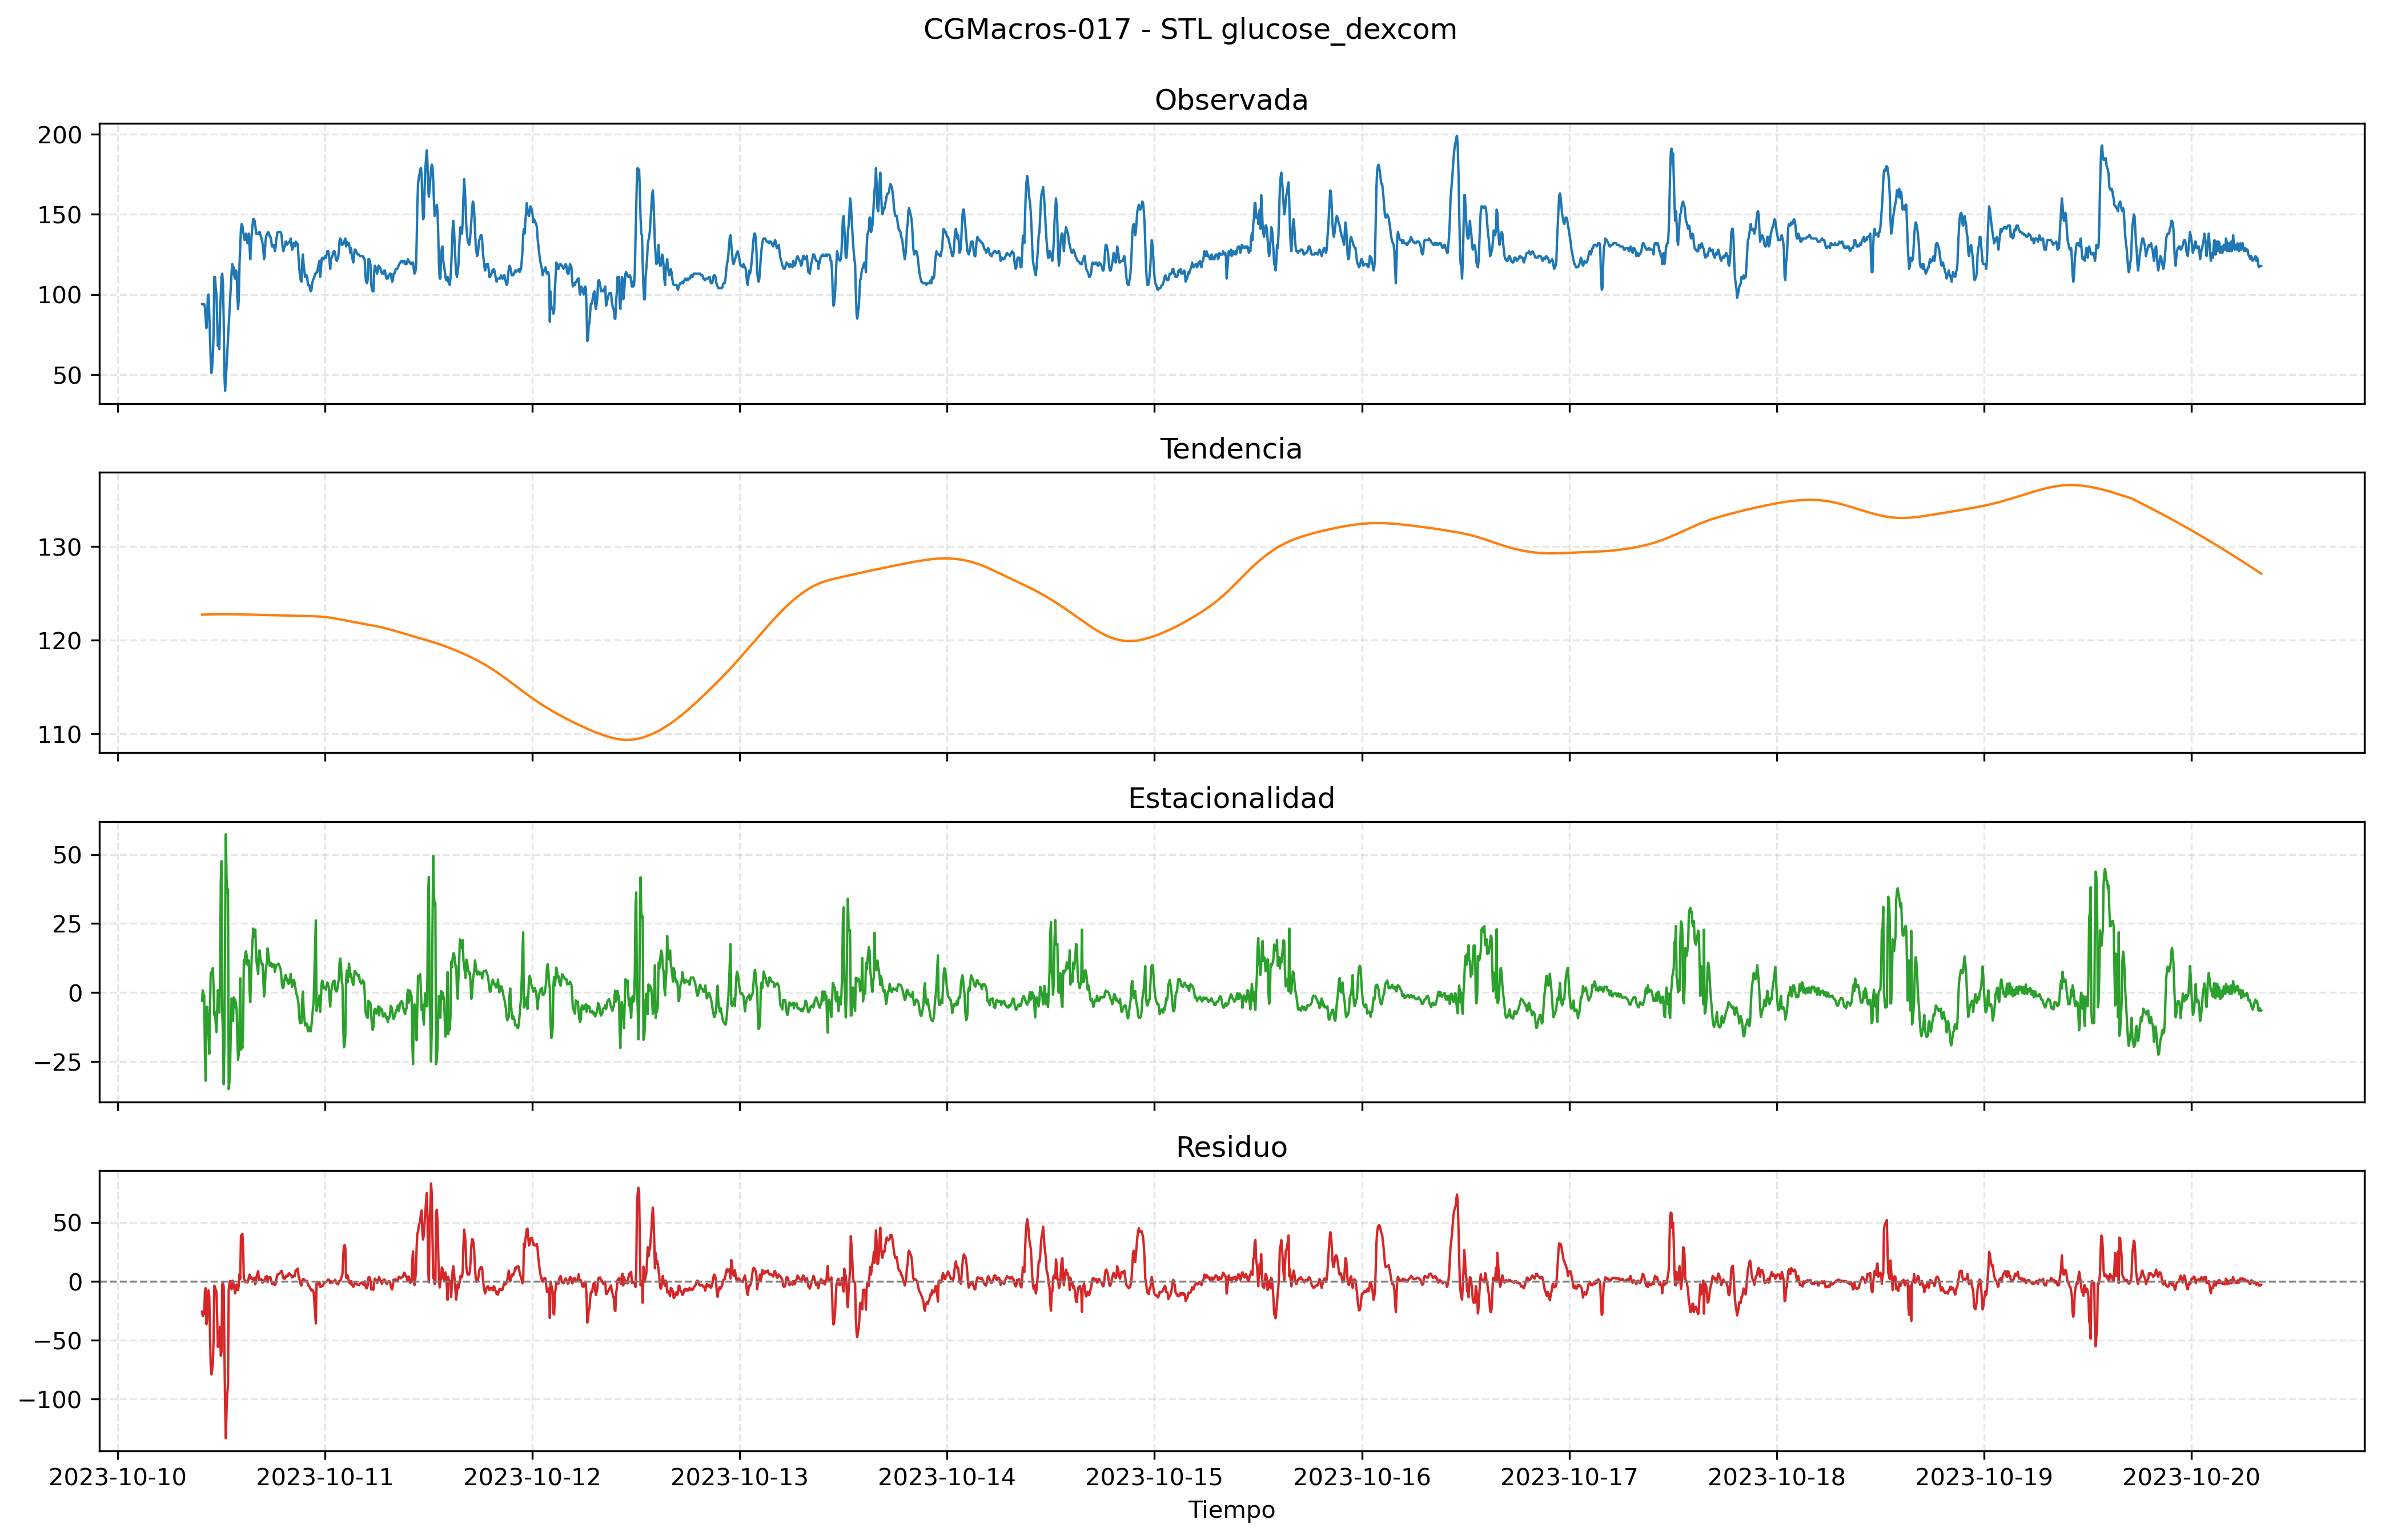 CGMacros-017 - STL glucose_dexcom
Observada
200
150
100
50
Tendencia
130
120
110
Estacionalidad
50
25
0
−25
Residuo
50
0
−50
−100
2023-10-10 2023-10-11 2023-10-12 2023-10-13 2023-10-14 2023-10-15 2023-10-16 2023-10-17 2023-10-18 2023-10-19 2023-10-20
Tiempo